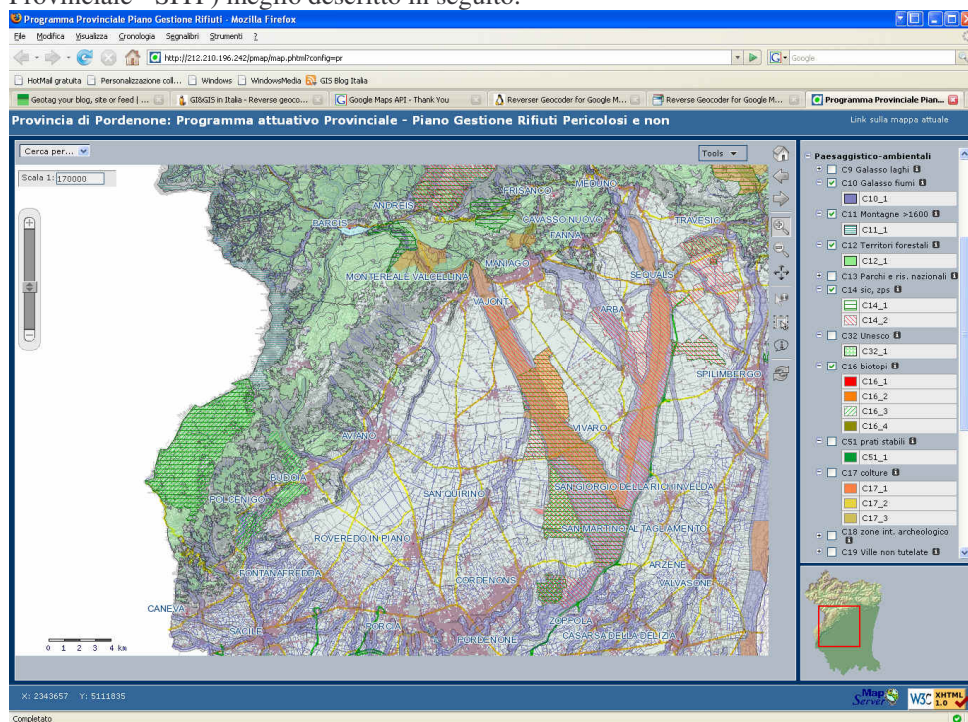 Provinciale - SITP) meglio descritto in seguito.
Programma Provinciale Piano Gestione Rifiuti - Mozilla Firefox
File Modifica Visualizza Cronologia Segnalibri Strumenti ?
http://212.210.196.242/pmap/map.phtml?config=pr
Google
HotMail gratuita Personalizzazione coll... Windows WindowsMedia GIS Blog Italia
Geotag your blog, site or feed | ... GI&GIS in Italia - Reverse geoco... Google Maps API - Thank You Reverser Geocoder for Google M... Reverse Geocoder for Google M... Programma Provinciale Pian...
Provincia di Pordenone: Programma attuativo Provinciale - Piano Gestione Rifiuti Pericolosi e non
Link sulla mappa attuale
Cerca per...
Tools
Scala 1: 170000
MEDUNO
FRISANCO
ANDREIS
BARCIS
CAVASSO NUOVO
TRAVESIO
FANNA
MANIAGO
MONTEREALE VALCELLINA
SEQUALS
VAJONT
ARBA
SPILIMBERGO
VIVARO
AVIANO
BUDOIA
POLCENIGO
SAN QUIRINO
SAN GIORGIO DELLA RICHINVELDA
SAN MARTINO AL TAGLIAMENTO
ROVEREDO IN PIANO
ARZENE
FONTANAFREDDA
CORDENONS
VALVASONE
CANEVA
ZOPPOLA
SACILE
PORCIA
PORDENONE
CASARSA DELLA DELIZIA
0 1 2 3 4 km
Paesaggistico-ambientali
C9 Galasso laghi
C10 Galasso fiumi
C10_1
C11 Montagne >1600
C11_1
C12 Territori forestali
C12_1
C13 Parchi e ris. nazionali
C14 sic, zps
C14_1
C14_2
C32 Unesco
C32_1
C16 biotopi
C16_1
C16_2
C16_3
C16_4
C51 prati stabili
C51_1
C17 colture
C17_1
C17_2
C17_3
C18 zone int. archeologico
C19 Ville non tutelate
X: 2343657 Y: 5111835
Map Server
W3C XHTML 1.0
Completato